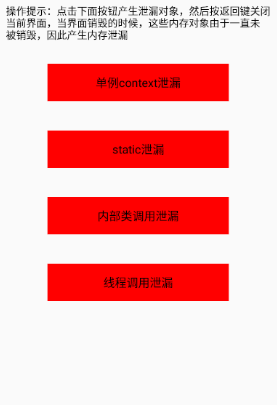 操作提示：点击下面按钮产生泄漏对象，然后按返回键关闭
当前界面，当界面销毁的时候，这些内存对象由于一直未
被销毁，因此产生内存泄漏
单例context泄漏
static泄漏
内部类调用泄漏
线程调用泄漏